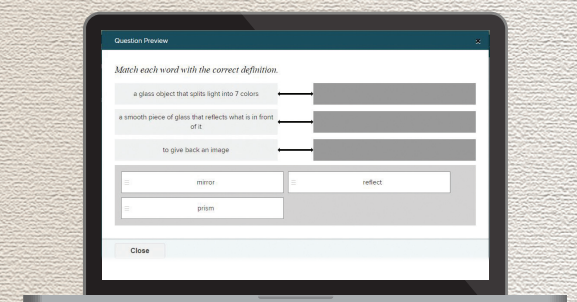 Question Preview
x
Match each word with the correct definition.
a glass object that splits light into 7 colors
a smooth piece of glass that reflects what is in front
of it
to give back an image
mirror
reflect
prism
Close